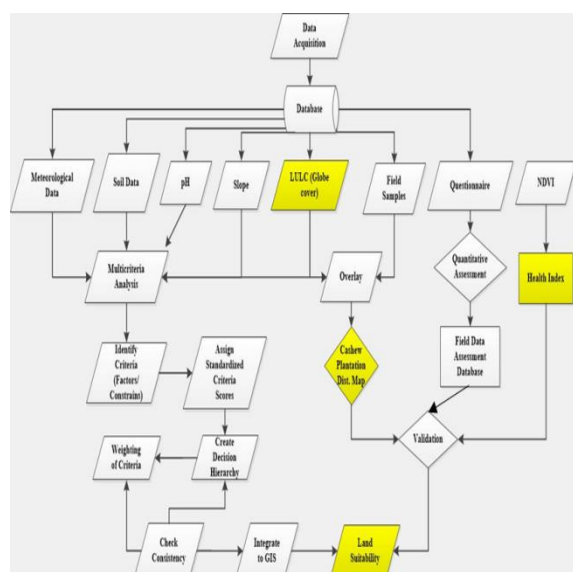 Data
Acquisition
Database
Meteorological
Data
Soil Data
pH
Slope
LULC (Globe
cover)
Field
Samples
Questionnaire
NDVI
Multicriteria
Analysis
Overlay
Quantitative
Assessment
Health Index
Identify
Criteria
(Factors/
Constrains)
Assign
Standardized
Criteria
Scores
Cashew
Plantation
Dist. Map
Field Data
Assessment
Database
Weighting
of Criteria
Create
Decision
Hierarchy
Validation
Check
Consistency
Integrate
to GIS
Land
Suitability